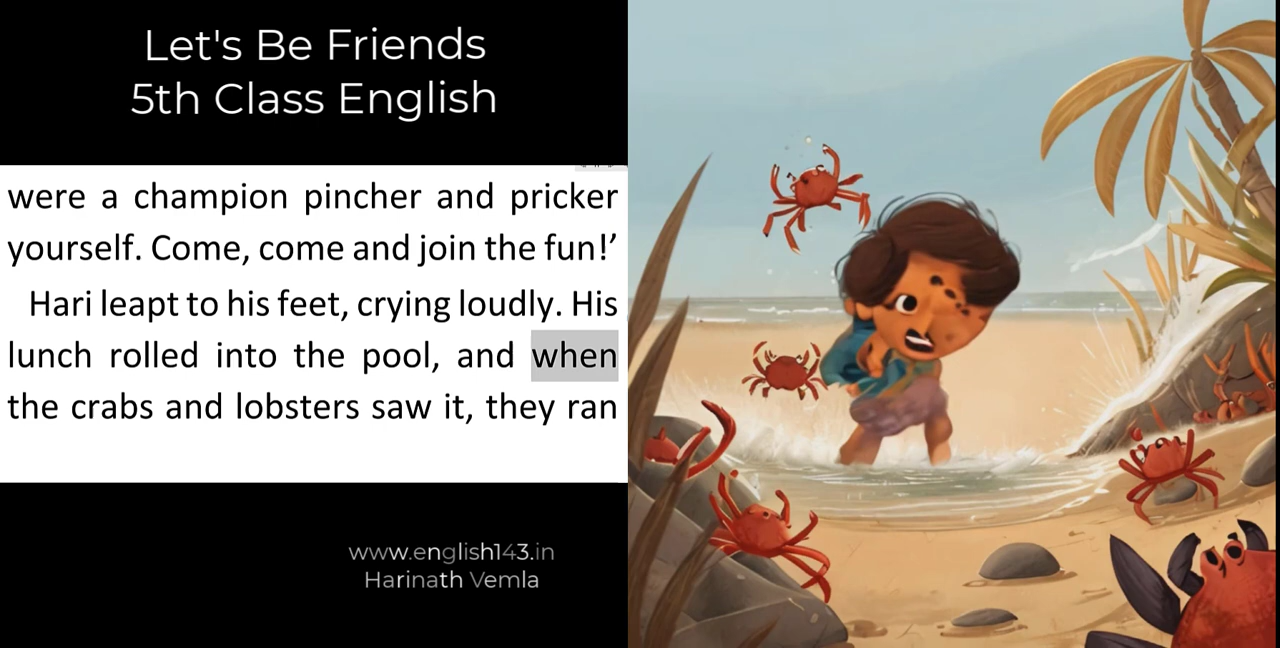 Let's Be Friends
5th Class English
were a champion pincher and pricker
yourself. Come, come and join the fun!’
Hari leapt to his feet, crying loudly. His
lunch rolled into the pool, and when
the crabs and lobsters saw it, they ran
www.english143.in
Harinath Vemla